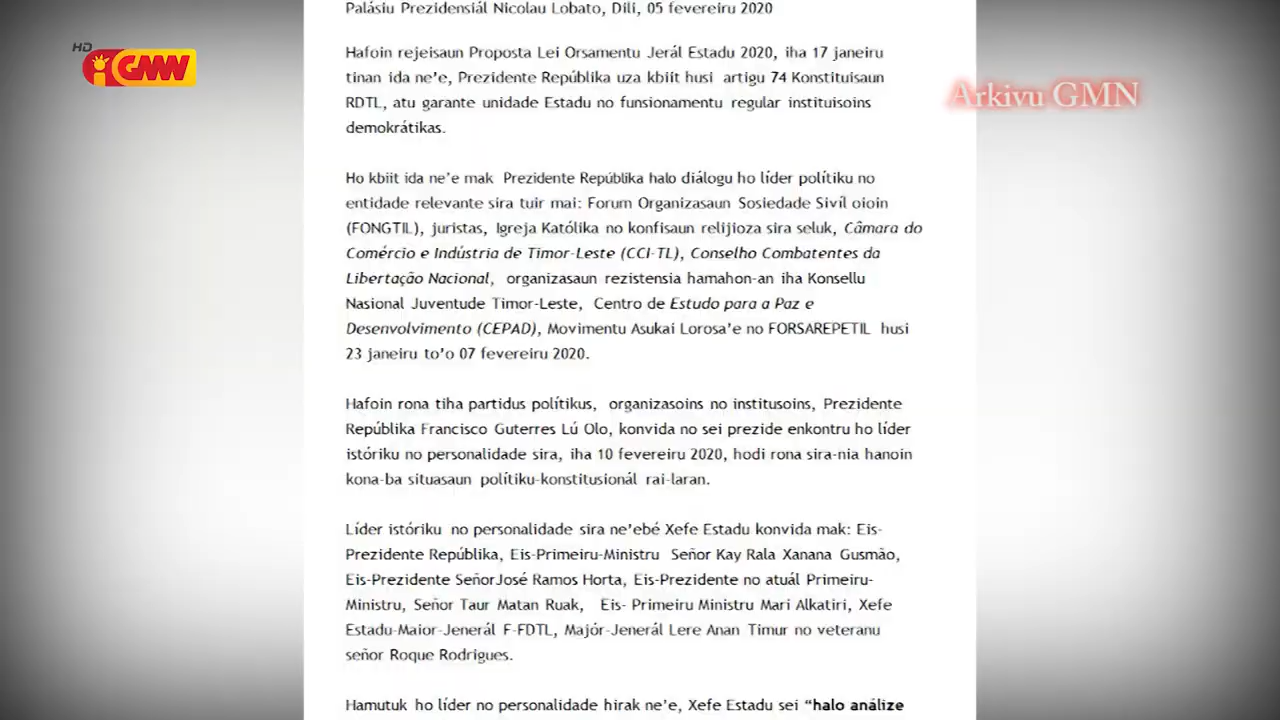 Palásiu Prezidensiál Nicolau Lobato, Dili, 05 fevereiru 2020
HD
GMN
Arkivu GMN
Hafoin rejeisaun Proposta Lei Orsamentu Jerál Estadu 2020, iha 17 janeiru
tinan ida ne’e, Prezidente Repúblika uza kbiit husi artigu 74 Konstituisaun
RDTL, atu garante unidade Estadu no funsionamentu regular instituisoins
demokrátikas.
Ho kbiit ida ne’e mak Prezidente Repúblika halo diálogu ho líder polítiku no
entidade relevante sira tuir mai: Forum Organizasaun Sosiedade Sivíl oioin
(FONGTIL), juristas, Igreja Katólika no konfisaun relijioza sira seluk, Câmara do
Comércio e Indústria de Timor-Leste (CCI-TL), Conselho Combatentes da
Libertação Nacional, organizasaun rezistensia hamahon-an iha Konsellu
Nasional Juventude Timor-Leste, Centro de Estudo para a Paz e
Desenvolvimento (CEPAD), Movimentu Asukai Lorosa’e no FORSAREPETIL husi
23 janeiru to’o 07 fevereiru 2020.
Hafoin rona tiha partidus polítikus, organizasoins no institusoins, Prezidente
Repúblika Francisco Guterres Lú Olo, konvida no sei prezide enkontru ho líder
istóriku no personalidade sira, iha 10 fevereiru 2020, hodi rona sira-nia hanoin
kona-ba situasaun polítiku-konstitusionál rai-laran.
Líder istóriku no personalidade sira ne’ebé Xefe Estadu konvida mak: Eis-
Prezidente Repúblika, Eis-Primeiru-Ministru Señor Kay Rala Xanana Gusmão,
Eis-Prezidente SeñorJosé Ramos Horta, Eis-Prezidente no atuál Primeiru-
Ministru, Señor Taur Matan Ruak, Eis- Primeiru Ministru Mari Alkatiri, Xefe
Estadu-Maior-Jenerál F-FDTL, Majór-Jenerál Lere Anan Timur no veteranu
señor Roque Rodrigues.
Hamutuk ho líder no personalidade hirak ne’e, Xefe Estadu sei “halo análize